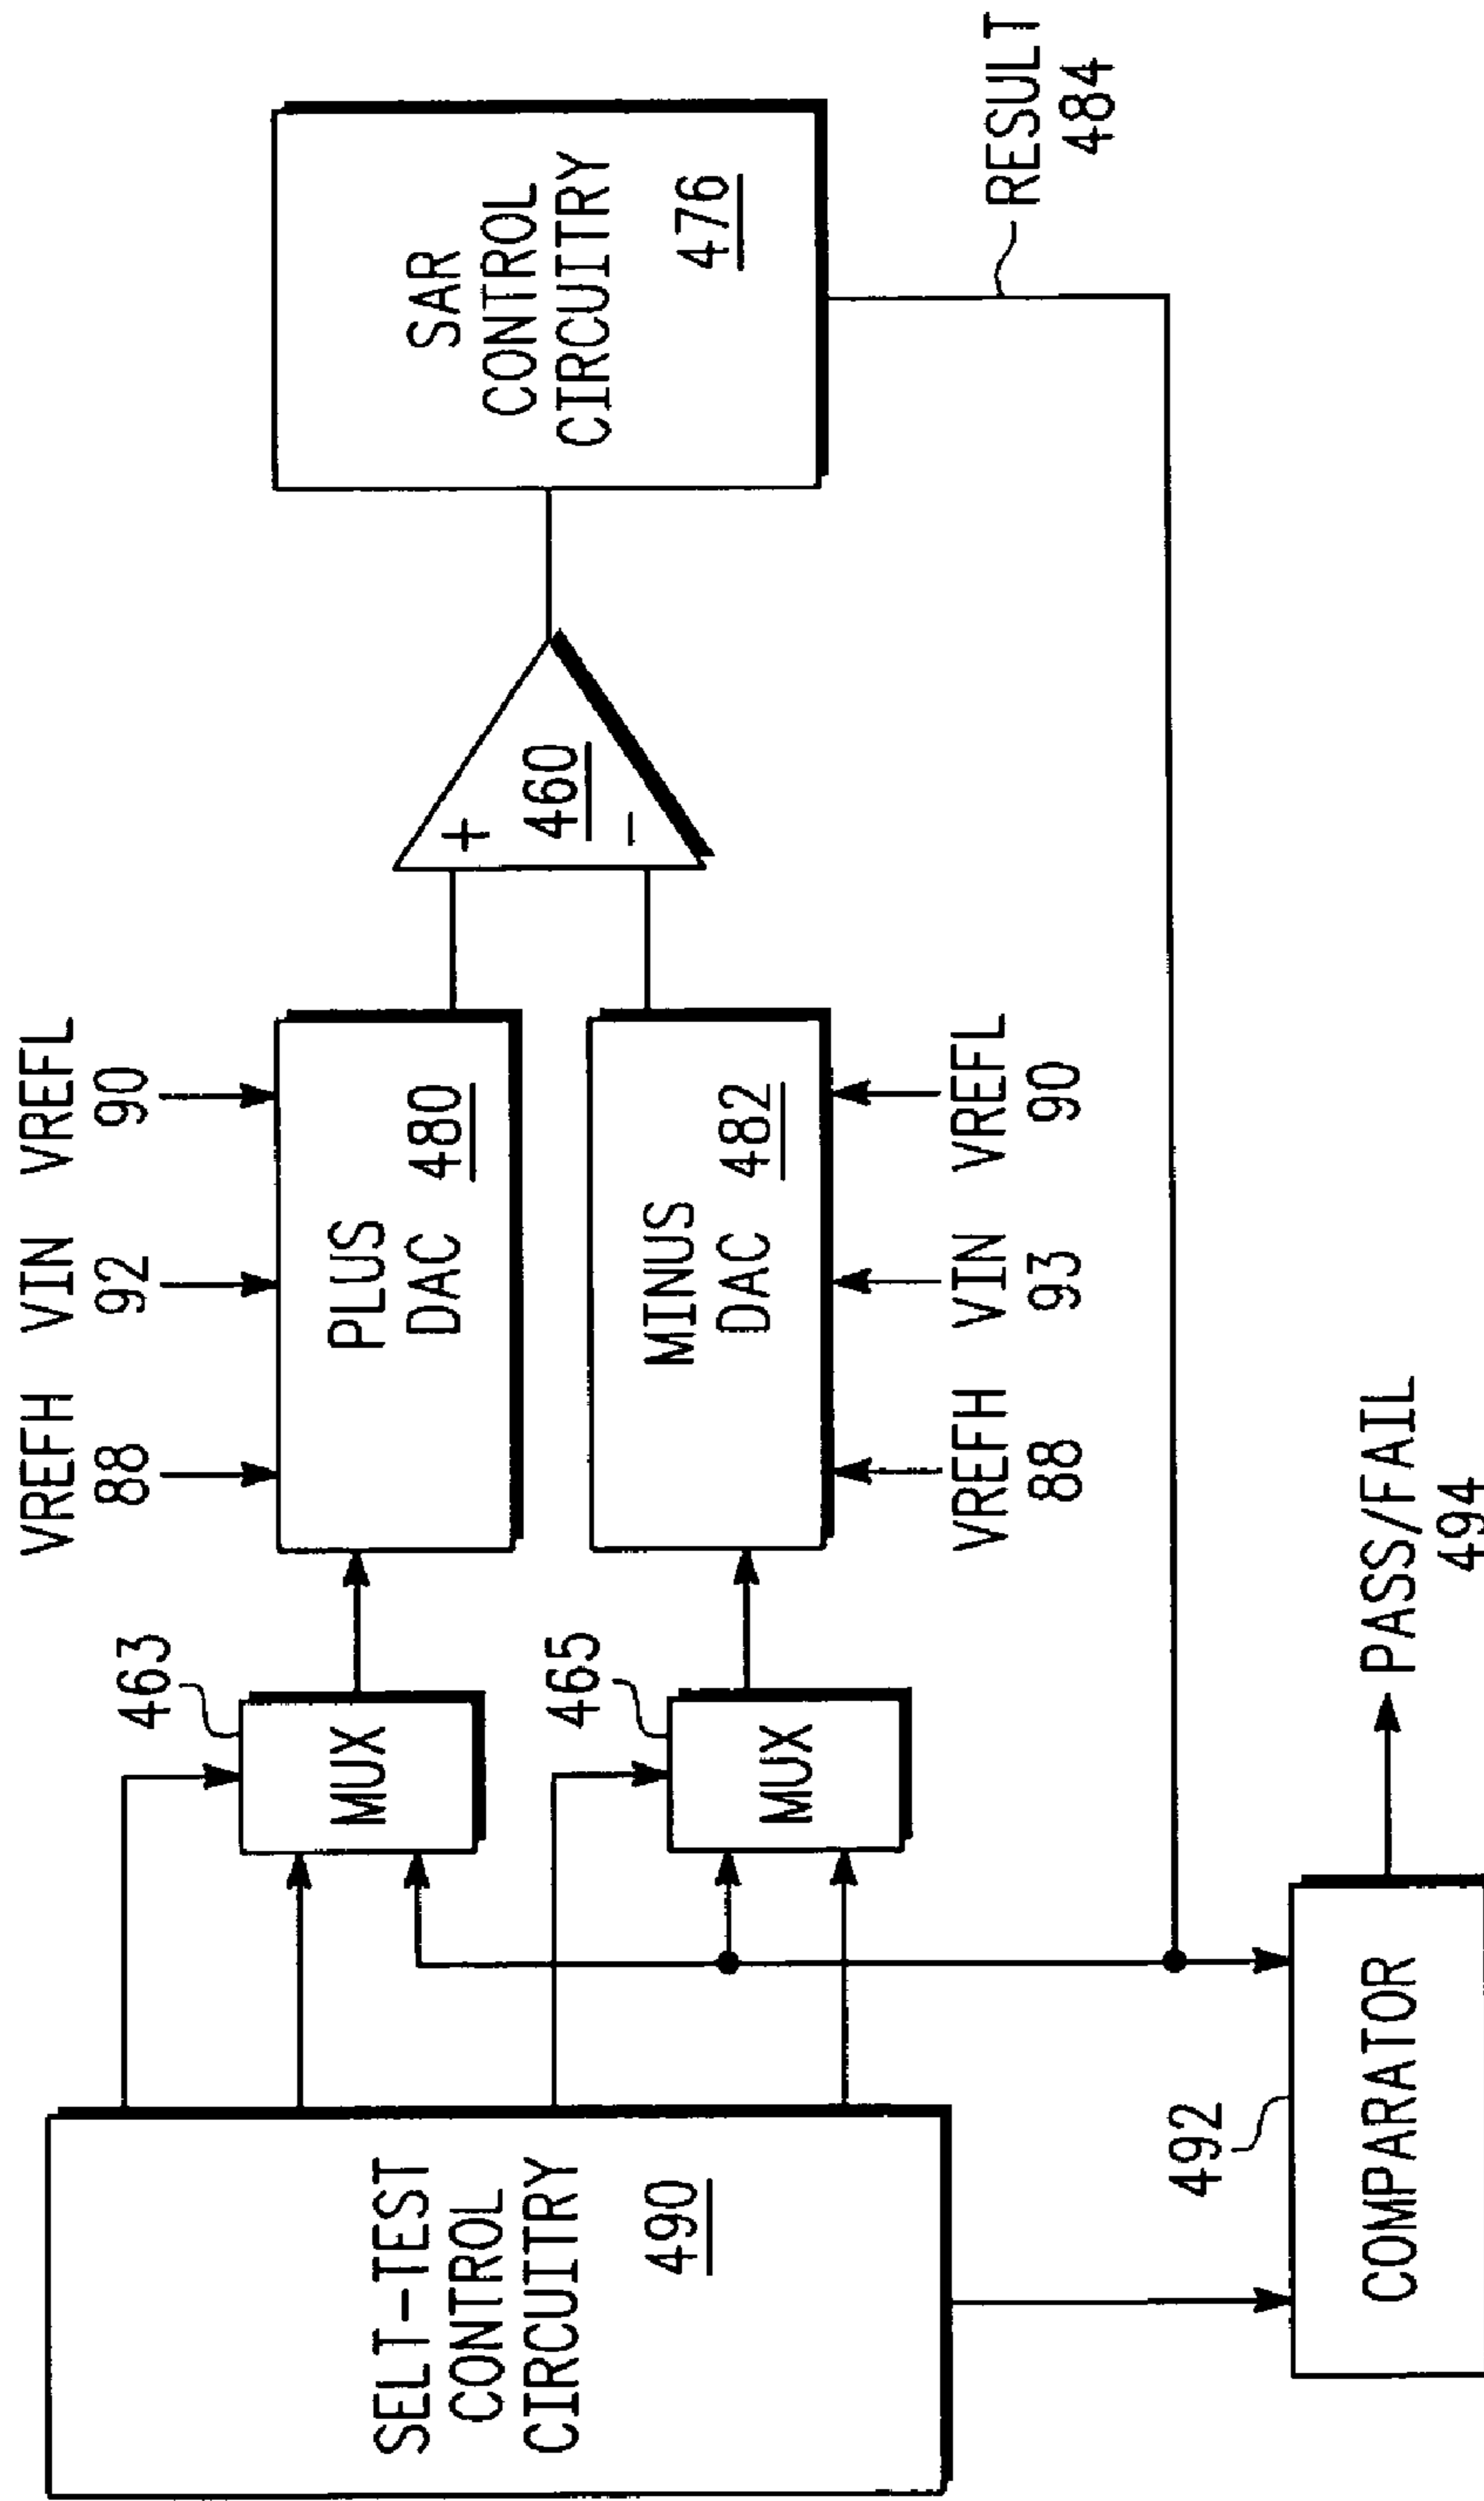 VREFH VIN VREFL
88 92 90
463
MUX
PLUS
DAC 480
SAR
CONTROL
CIRCUITRY
476
+
460
–
SELT-TEST
CONTROL
CIRCUITRY
490
465
MUX
MINUS
DAC 482
VREFH VIN VREFL
88 93 90
RESULT
484
492
COMPARATOR
PASS/FAIL
494